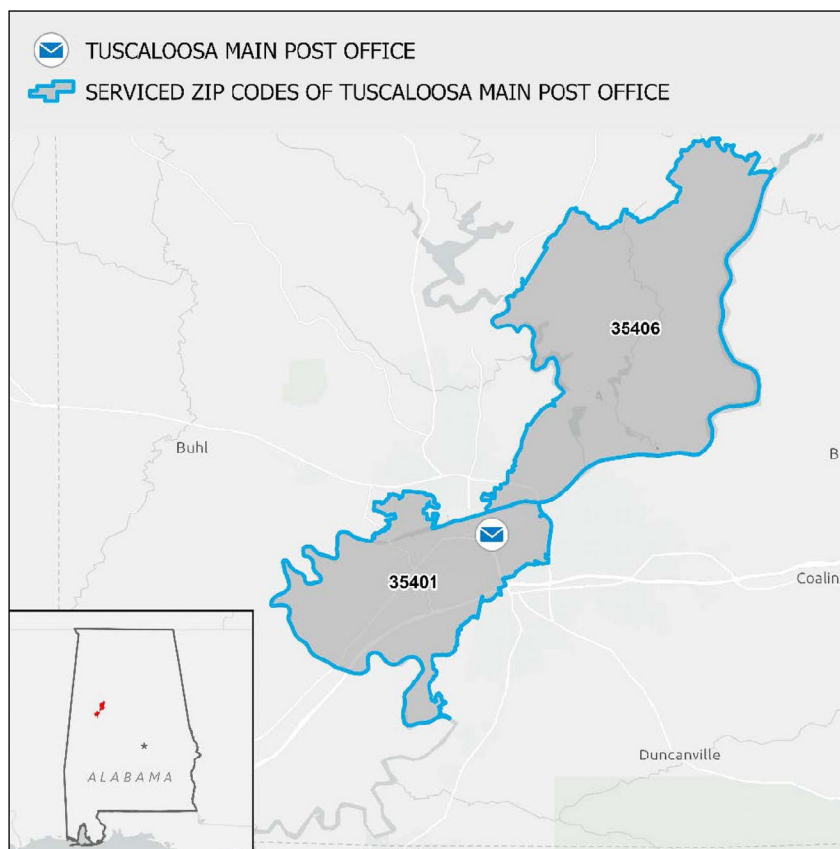 TUSCALOOSA MAIN POST OFFICE
SERVICED ZIP CODES OF TUSCALOOSA MAIN POST OFFICE
35406
Buhl
B
35401
Coalin
ALABAMA
Duncanville